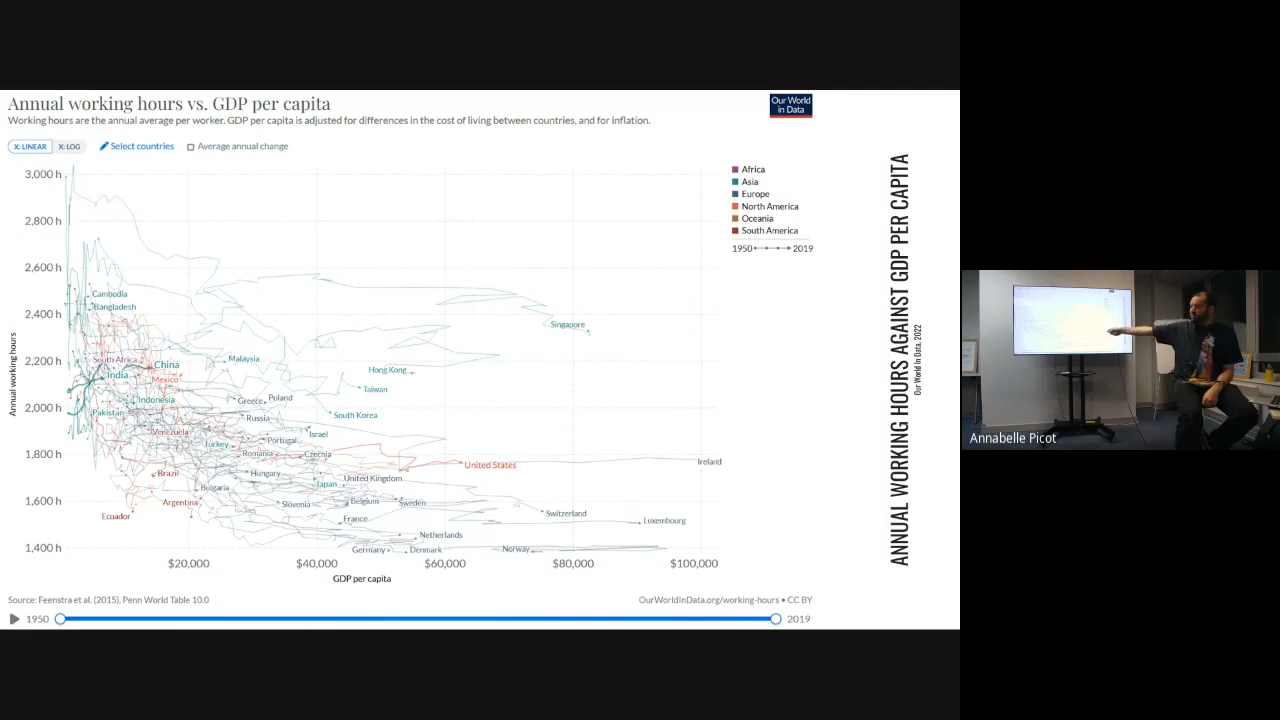 Annual working hours vs. GDP per capita
Working hours are the annual average per worker. GDP per capita is adjusted for differences in the cost of living between countries, and for inflation.
Our World
in Data
X: LINEAR X: LOG Select countries Average annual change
3,000 h
2,800 h
2,600 h
2,400 h
2,200 h
2,000 h
1,800 h
1,600 h
1,400 h
Annual working hours
Cambodia
Bangladesh
Singapore
South Africa
China
Malaysia
India
Mexico
Hong Kong
Taiwan
Indonesia
Greece
Poland
Pakistan
Russia
South Korea
Venezuela
Turkey
Portugal
Israel
Romania
Czechia
United States
Ireland
Brazil
Hungary
Japan
United Kingdom
Bulgaria
Argentina
Slovenia
Belgium
Sweden
Ecuador
France
Switzerland
Luxembourg
Netherlands
Germany
Denmark
Norway
$20,000
$40,000
$60,000
$80,000
$100,000
GDP per capita
Africa
Asia
Europe
North America
Oceania
South America
1950 2019
Source: Feenstra et al. (2015), Penn World Table 10.0
OurWorldInData.org/working-hours • CC BY
1950 2019
ANNUAL WORKING HOURS AGAINST GDP PER CAPITA
Our World In Data, 2022
Annabelle Picot